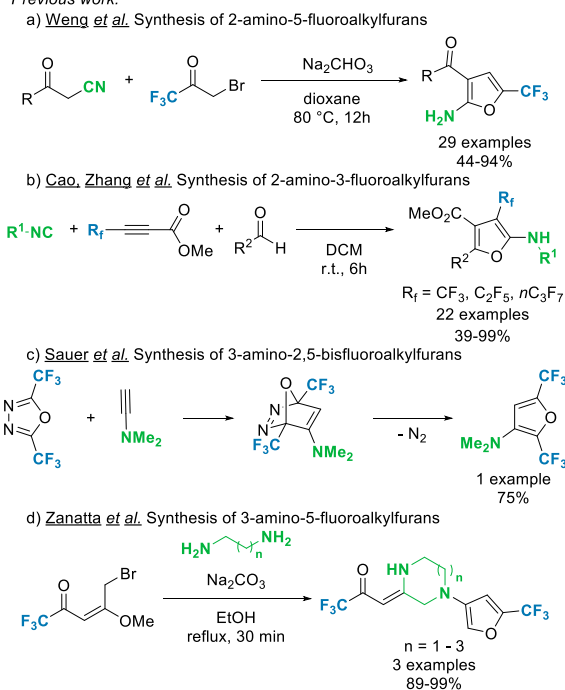 Previous work:
a) Weng et al. Synthesis of 2-amino-5-fluoroalkylfurans
O
R
CN
+
O
F3C
Br
Na2CHO3
dioxane
80 °C, 12h
O
R
H2N
O
CF3
29 examples
44-94%
b) Cao, Zhang et al. Synthesis of 2-amino-3-fluoroalkylfurans
R1-NC
+
Rf
O
OMe
+
O
R2
H
DCM
r.t., 6h
MeO2C
Rf
R2
O
NH
R1
Rf = CF3, C2F5, nC3F7
22 examples
39-99%
c) Sauer et al. Synthesis of 3-amino-2,5-bisfluoroalkylfurans
CF3
N
N
O
CF3
+
NMe2
O
CF3
N
N
F3C
NMe2
- N2
CF3
O
Me2N
CF3
1 example
75%
d) Zanatta et al. Synthesis of 3-amino-5-fluoroalkylfurans
O
Br
F3C
OMe
H2N
NH2
n
Na2CO3
EtOH
reflux, 30 min
O
F3C
HN
n
N
O
CF3
n = 1 - 3
3 examples
89-99%